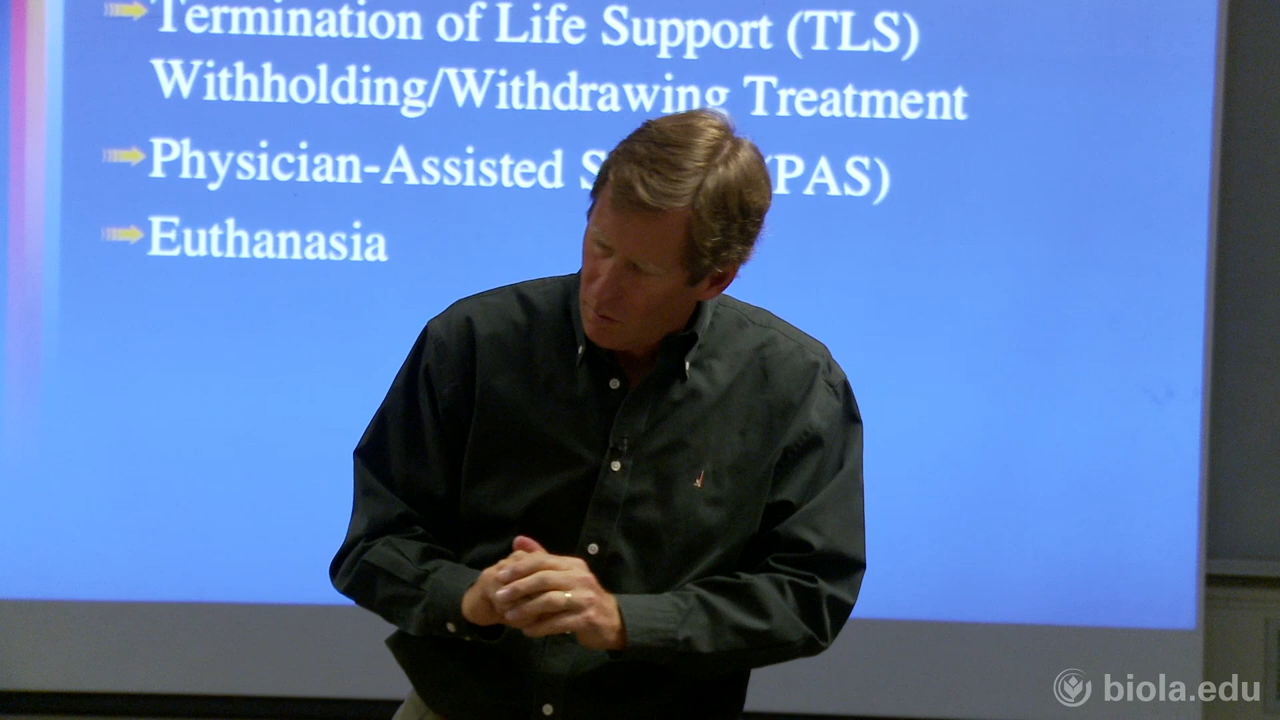 Termination of Life Support (TLS)
Withholding/Withdrawing Treatment
Physician-Assisted S (PAS)
Euthanasia
biola.edu